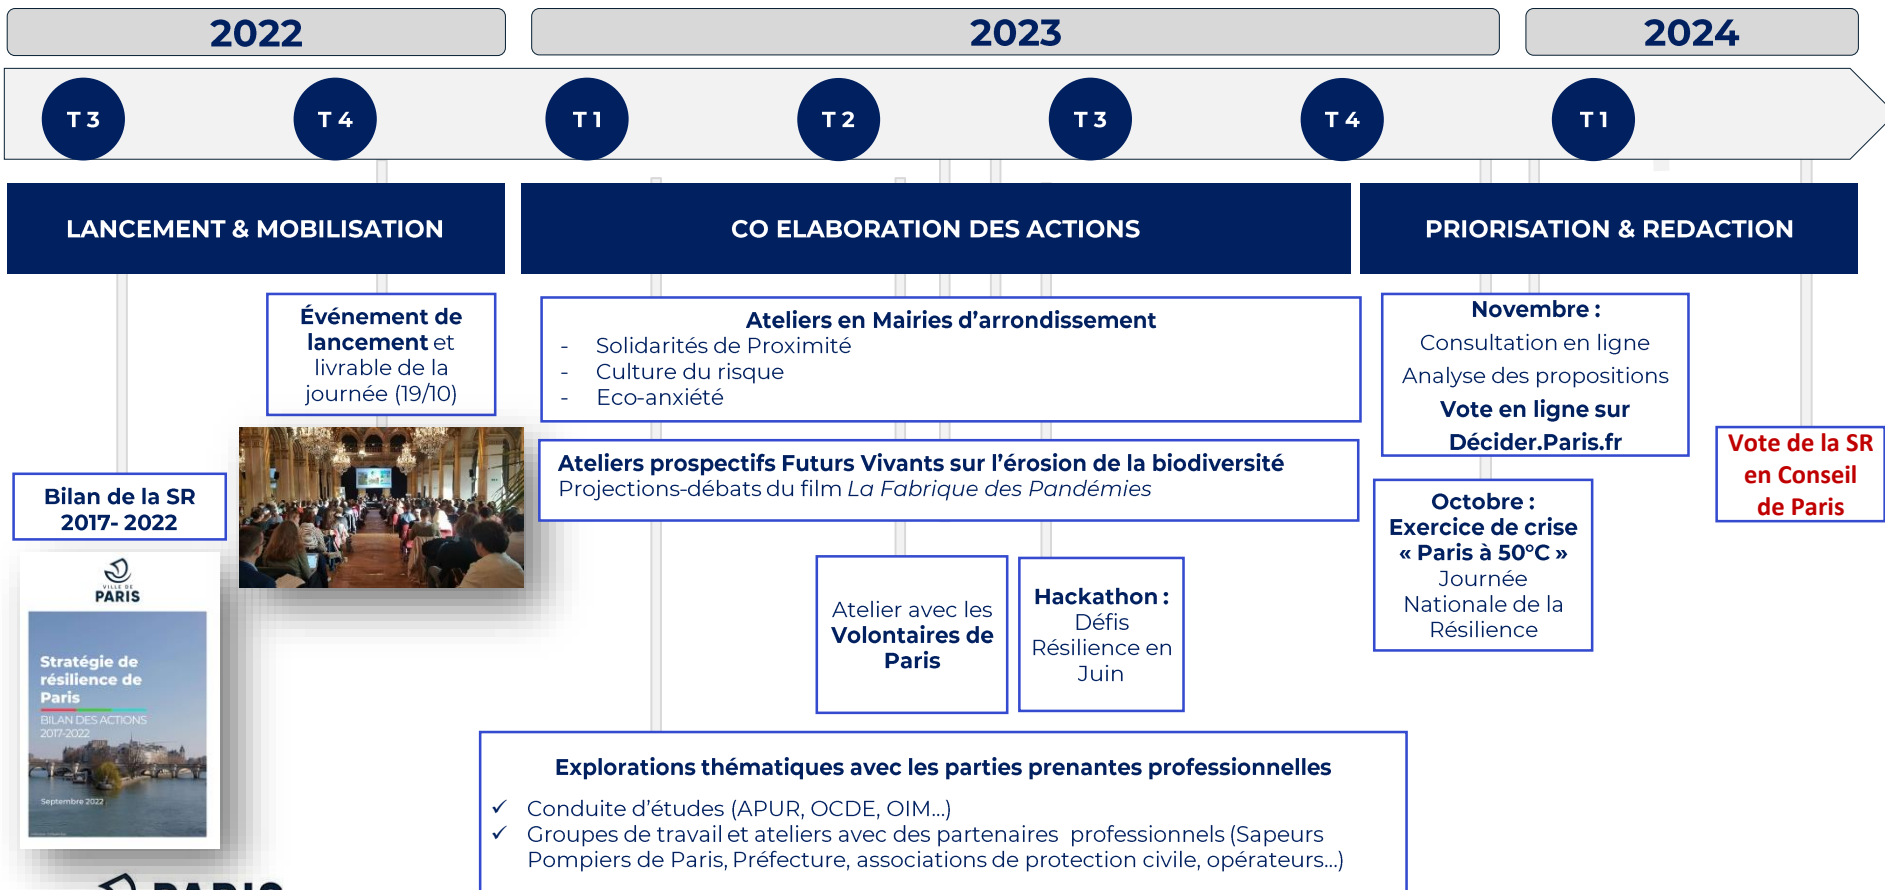 2022
2023
2024
T 3
T 4
T 1
T 2
T 3
T 4
T 1
LANCEMENT & MOBILISATION
CO ELABORATION DES ACTIONS
PRIORISATION & REDACTION
Événement de
lancement et
livrable de la
journée (19/10)
Bilan de la SR
2017- 2022
VILLE DE
PARIS
Stratégie de
résilience de
Paris
BILAN DES ACTIONS
2017-2022
Septembre 2022
Ateliers en Mairies d'arrondissement
- Solidarités de Proximité
- Culture du risque
- Eco-anxiété
Ateliers prospectifs Futurs Vivants sur l'érosion de la biodiversité
Projections-débats du film La Fabrique des Pandémies
Atelier avec les
Volontaires de
Paris
Hackathon :
Défis
Résilience en
Juin
Explorations thématiques avec les parties prenantes professionnelles
✓ Conduite d'études (APUR, OCDE, OIM...)
✓ Groupes de travail et ateliers avec des partenaires professionnels (Sapeurs
Pompiers de Paris, Préfecture, associations de protection civile, opérateurs...)
Novembre :
Consultation en ligne
Analyse des propositions
Vote en ligne sur
Décider.Paris.fr
Octobre :
Exercice de crise
« Paris à 50°C »
Journée
Nationale de la
Résilience
Vote de la SR
en Conseil
de Paris
PARIS